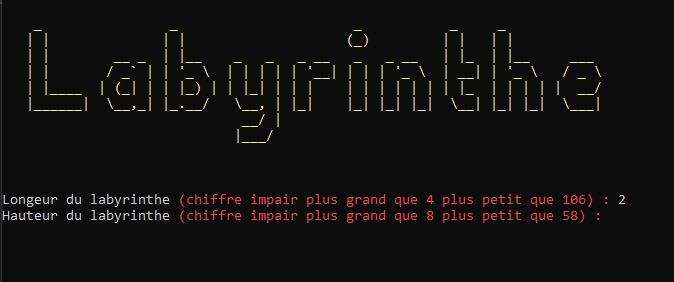 Labyrinthe
Longeur du labyrinthe (chiffre impair plus grand que 4 plus petit que 106) : 2
Hauteur du labyrinthe (chiffre impair plus grand que 8 plus petit que 58) :